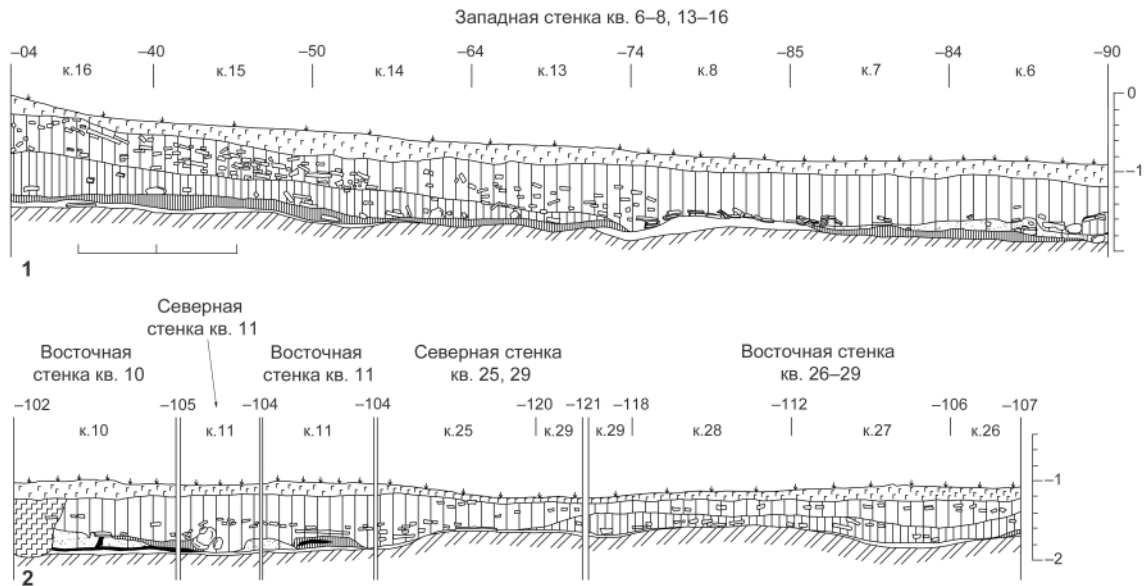 Западная стенка кв. 6–8, 13–16
–04 –40 –50 –64 –74 –85 –84 –90
к.16 к.15 к.14 к.13 к.8 к.7 к.6
0
–1
1
Северная
стенка кв. 11
Восточная
стенка кв. 10
Восточная
стенка кв. 11
Северная стенка
кв. 25, 29
Восточная стенка
кв. 26–29
–102 –105 –104 –104 –120 –121 –118 –112 –106 –107
к.10 к.11 к.11 к.25 к.29 к.29 к.28 к.27 к.26
–1
–2
2